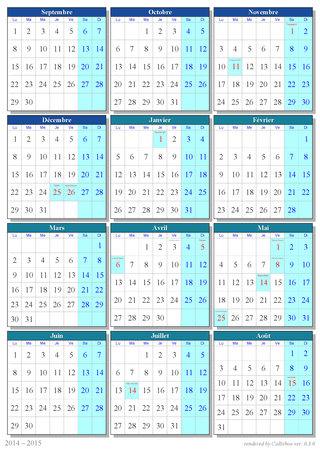 Septembre
Lu Ma Me Je Ve Sa Di
1 2 3 4 5 6 7
8 9 10 11 12 13 14
15 16 17 18 19 20 21
22 23 24 25 26 27 28
29 30
Octobre
Lu Ma Me Je Ve Sa Di
1 2 3 4 5
6 7 8 9 10 11 12
13 14 15 16 17 18 19
20 21 22 23 24 25 26
27 28 29 30 31
Novembre
Lu Ma Me Je Ve Sa Di
1 2
3 4 5 6 7 8 9
10 11 12 13 14 15 16
17 18 19 20 21 22 23
24 25 26 27 28 29 30
Décembre
Lu Ma Me Je Ve Sa Di
1 2 3 4 5 6 7
8 9 10 11 12 13 14
15 16 17 18 19 20 21
22 23 24 25 26 27 28
29 30 31
Janvier
Lu Ma Me Je Ve Sa Di
1 2 3 4
5 6 7 8 9 10 11
12 13 14 15 16 17 18
19 20 21 22 23 24 25
26 27 28 29 30 31
Février
Lu Ma Me Je Ve Sa Di
1
2 3 4 5 6 7 8
9 10 11 12 13 14 15
16 17 18 19 20 21 22
23 24 25 26 27 28
Mars
Lu Ma Me Je Ve Sa Di
1
2 3 4 5 6 7 8
9 10 11 12 13 14 15
16 17 18 19 20 21 22
23 24 25 26 27 28 29
30 31
Avril
Lu Ma Me Je Ve Sa Di
1 2 3 4 5
6 7 8 9 10 11 12
13 14 15 16 17 18 19
20 21 22 23 24 25 26
27 28 29 30
Mai
Lu Ma Me Je Ve Sa Di
1 2 3
4 5 6 7 8 9 10
11 12 13 14 15 16 17
18 19 20 21 22 23 24
25 26 27 28 29 30 31
Juin
Lu Ma Me Je Ve Sa Di
1 2 3 4 5 6 7
8 9 10 11 12 13 14
15 16 17 18 19 20 21
22 23 24 25 26 27 28
29 30
Juillet
Lu Ma Me Je Ve Sa Di
1 2 3 4 5
6 7 8 9 10 11 12
13 14 15 16 17 18 19
20 21 22 23 24 25 26
27 28 29 30 31
Août
Lu Ma Me Je Ve Sa Di
1 2
3 4 5 6 7 8 9
10 11 12 13 14 15 16
17 18 19 20 21 22 23
24 25 26 27 28 29 30
31
2014 – 2015
rendered by Callirhoe ver. 0.1.0